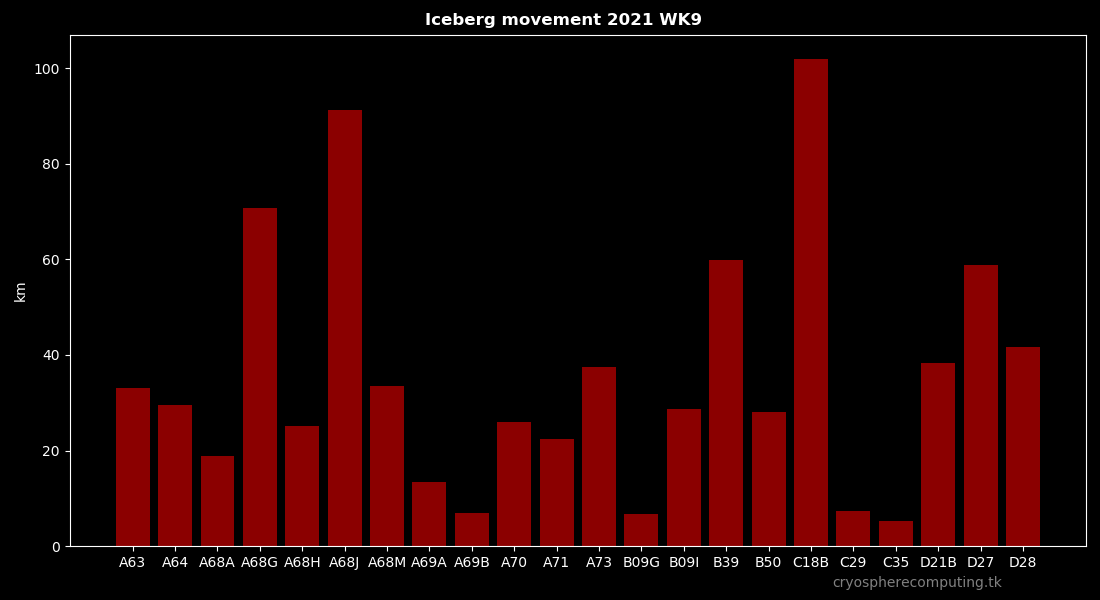 Iceberg movement 2021 WK9
km
100
80
60
40
20
0
A63 A64 A68A A68G A68H A68J A68M A69A A69B A70 A71 A73 B09G B09I B39 B50 C18B C29 C35 D21B D27 D28
cryospherecomputing.tk